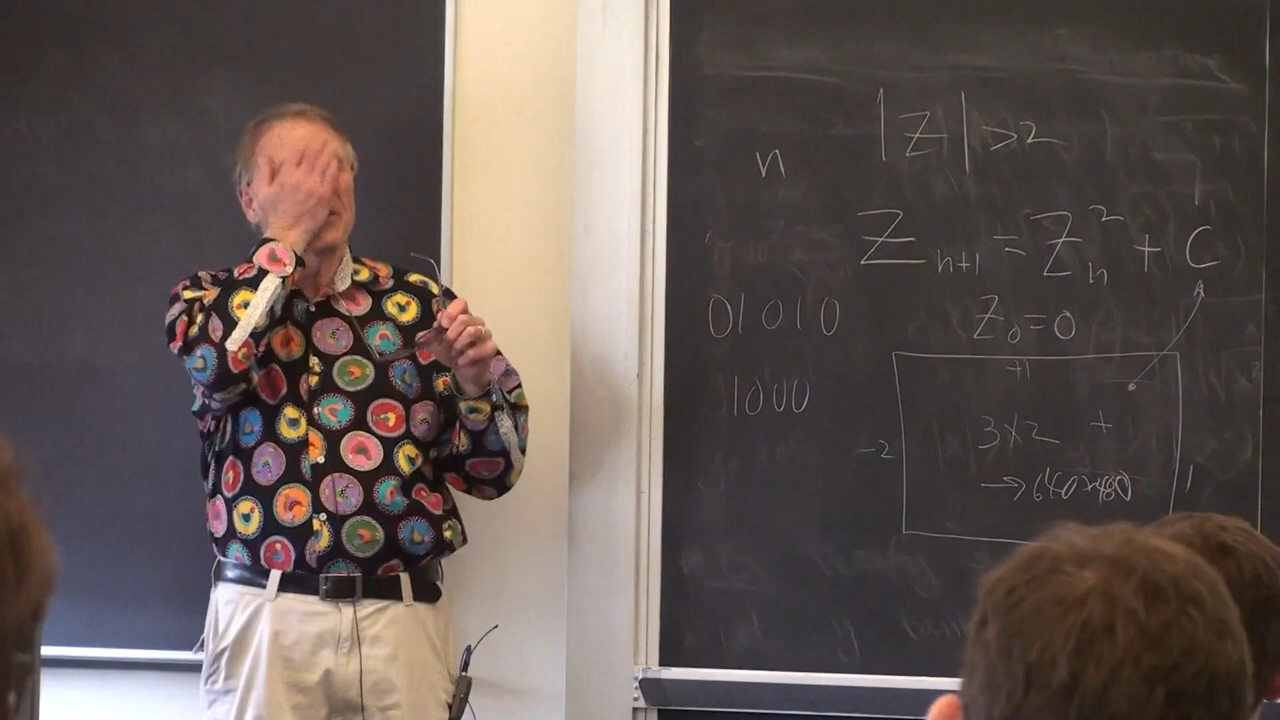 |Z|>2
n
Z_{n+1} = Z_n^2 + C
01010
Z_0=0
+1
1000
3x2 +
-2
→640x480
1